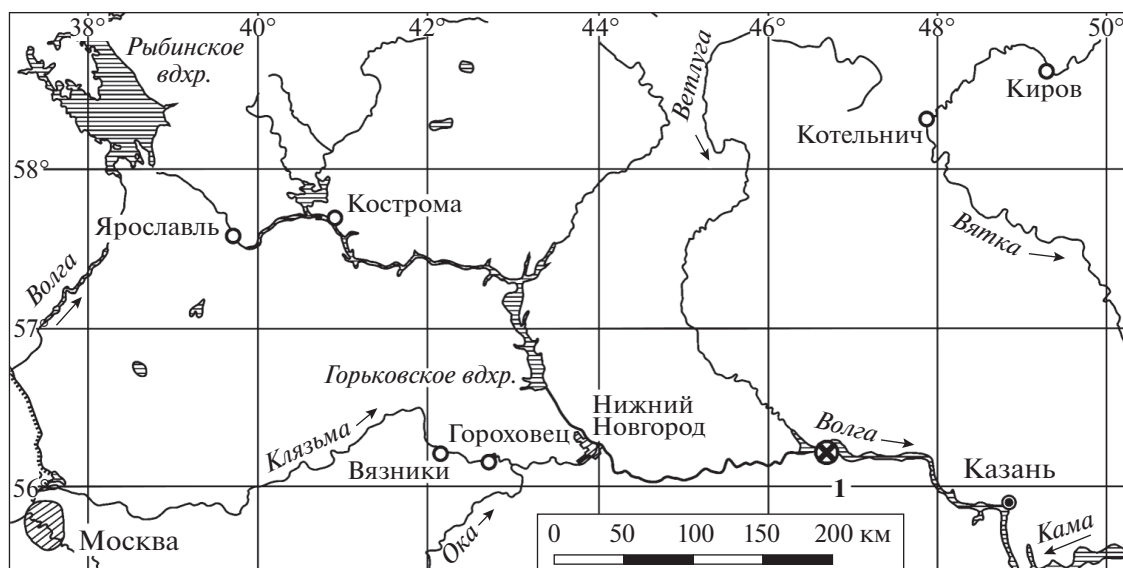 38° 40° 42° 44 46 48 50°
Рыбинское
вдхр.
Ветлуга
Киров
Котельнич
58°
Кострома
Ярославль
Вятка
Волга
57°
Горьковское вдхр.
Нижний
Новгород
Волга
Клязьма
Гороховец
Вязники
Казань
56°
1
Ока
0 50 100 150 200 км
Кама
Москва